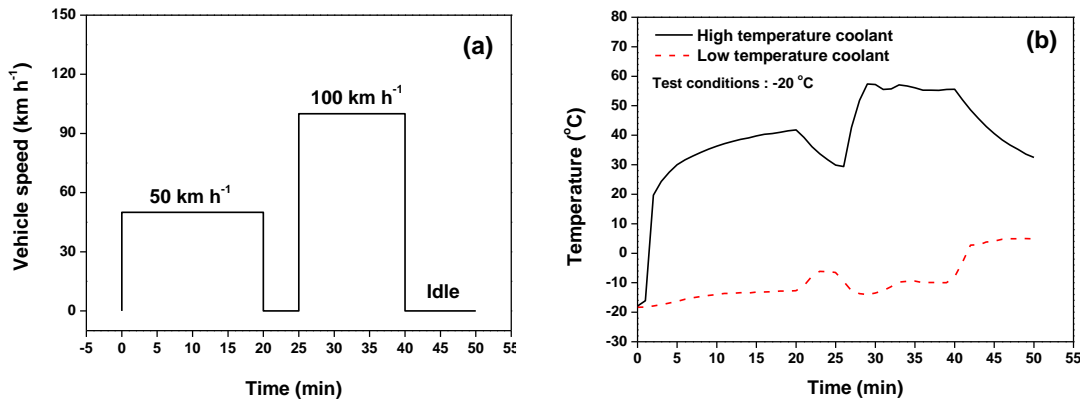 (a)
Vehicle speed (km h⁻¹)
150
120
90
60
30
0
50 km h⁻¹
100 km h⁻¹
Idle
-5 0 5 10 15 20 25 30 35 40 45 50 55
Time (min)
(b)
Temperature (°C)
80
70
60
50
40
30
20
10
0
-10
-20
-30
High temperature coolant
Low temperature coolant
Test conditions : -20 °C
0 5 10 15 20 25 30 35 40 45 50 55
Time (min)